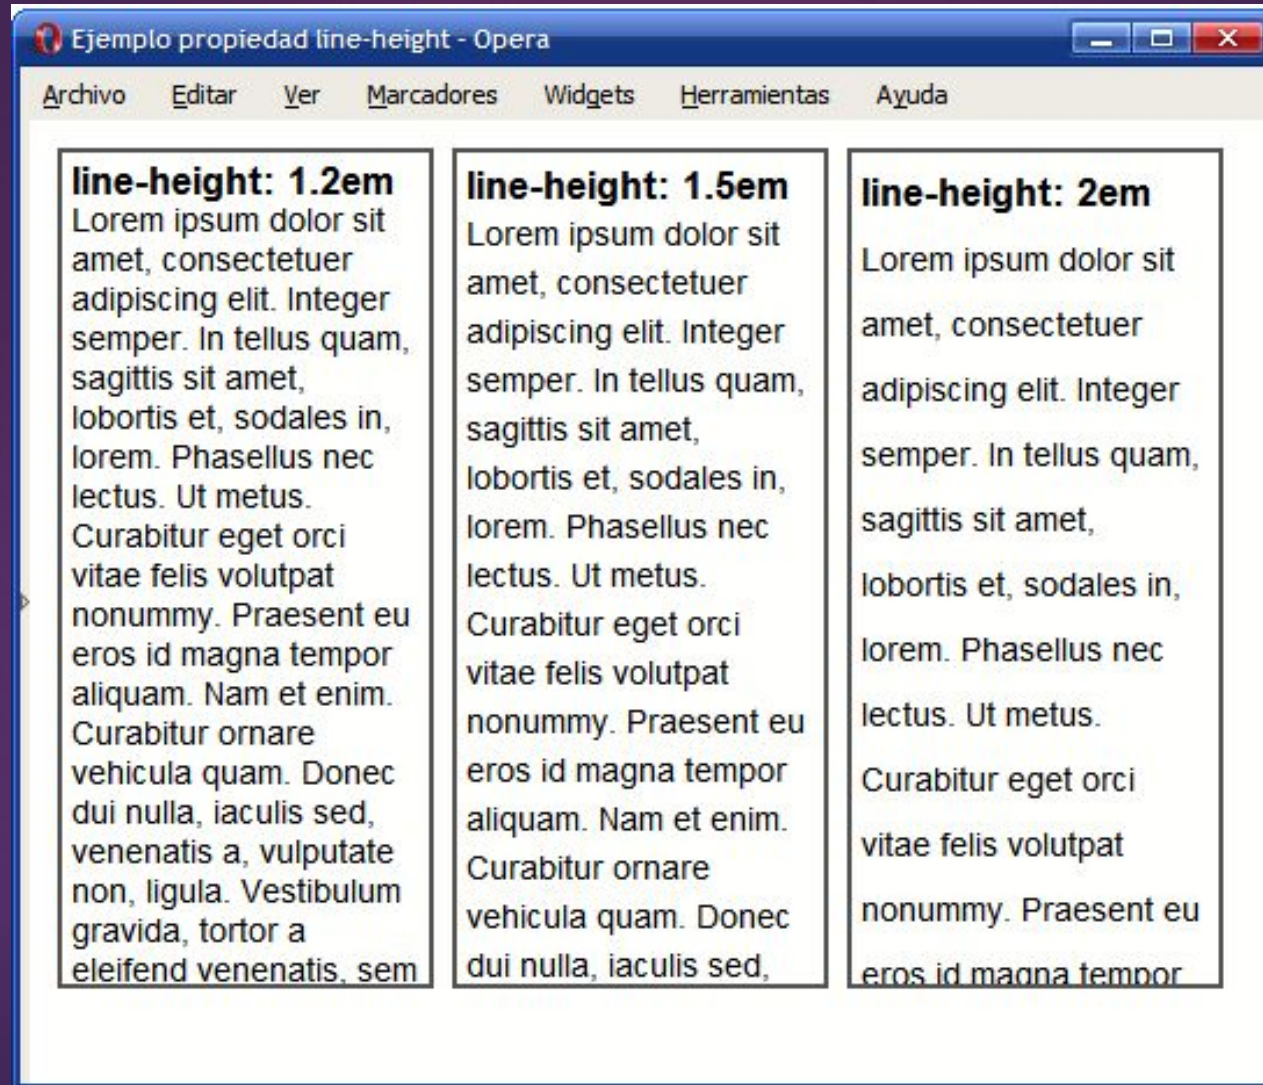 Ejemplo propiedad line-height - Opera
Archivo Editar Ver Marcadores Widgets Herramientas Ayuda
line-height: 1.2em
Lorem ipsum dolor sit
amet, consectetuer
adipiscing elit. Integer
semper. In tellus quam,
sagittis sit amet,
lobortis et, sodales in,
lorem. Phasellus nec
lectus. Ut metus.
Curabitur eget orci
vitae felis volutpat
nonummy. Praesent eu
eros id magna tempor
aliquam. Nam et enim.
Curabitur ornare
vehicula quam. Donec
dui nulla, iaculis sed,
venenatis a, vulputate
non, ligula. Vestibulum
gravida, tortor a
eleifend venenatis, sem
line-height: 1.5em
Lorem ipsum dolor sit
amet, consectetuer
adipiscing elit. Integer
semper. In tellus quam,
sagittis sit amet,
lobortis et, sodales in,
lorem. Phasellus nec
lectus. Ut metus.
Curabitur eget orci
vitae felis volutpat
nonummy. Praesent eu
eros id magna tempor
aliquam. Nam et enim.
Curabitur ornare
vehicula quam. Donec
dui nulla, iaculis sed,
line-height: 2em
Lorem ipsum dolor sit
amet, consectetuer
adipiscing elit. Integer
semper. In tellus quam,
sagittis sit amet,
lobortis et, sodales in,
lorem. Phasellus nec
lectus. Ut metus.
Curabitur eget orci
vitae felis volutpat
nonummy. Praesent eu
eros id magna tempor